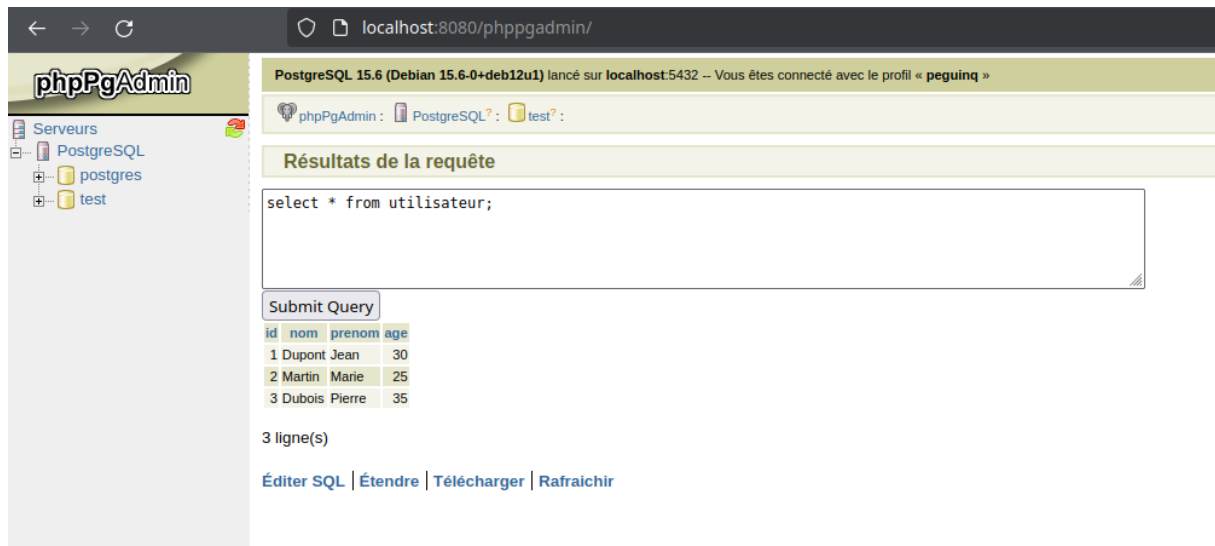 localhost:8080/phppgadmin/
phpPgAdmin
Serveurs
PostgreSQL
postgres
test
PostgreSQL 15.6 (Debian 15.6-0+deb12u1) lancé sur localhost:5432 -- Vous êtes connecté avec le profil « peguinq »
phpPgAdmin : PostgreSQL? : test? :
Résultats de la requête
select * from utilisateur;
Submit Query
id nom prenom age
1 Dupont Jean 30
2 Martin Marie 25
3 Dubois Pierre 35
3 ligne(s)
Éditer SQL | Étendre | Télécharger | Rafraichir